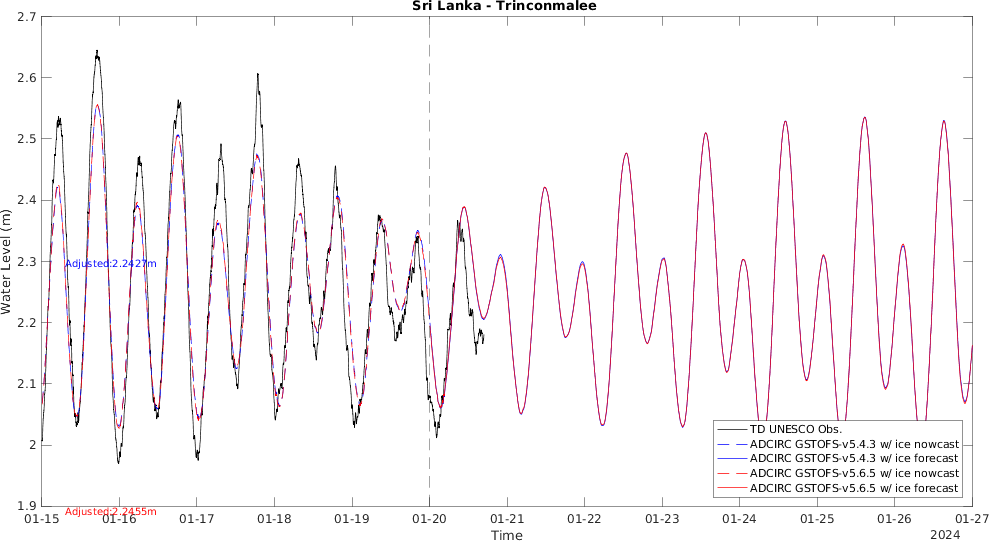 Sri Lanka - Trinconmalee
2.7
2.6
2.5
2.4
2.3
2.2
2.1
2
1.9
Water Level (m)
Adjusted:2.2427m
Adjusted:2.2455m
TD UNESCO Obs.
ADCIRC GSTOFS-v5.4.3 w/ ice nowcast
ADCIRC GSTOFS-v5.4.3 w/ ice forecast
ADCIRC GSTOFS-v5.6.5 w/ ice nowcast
ADCIRC GSTOFS-v5.6.5 w/ ice forecast
01-15 01-16 01-17 01-18 01-19 01-20 01-21 01-22 01-23 01-24 01-25 01-26 01-27
Time
2024